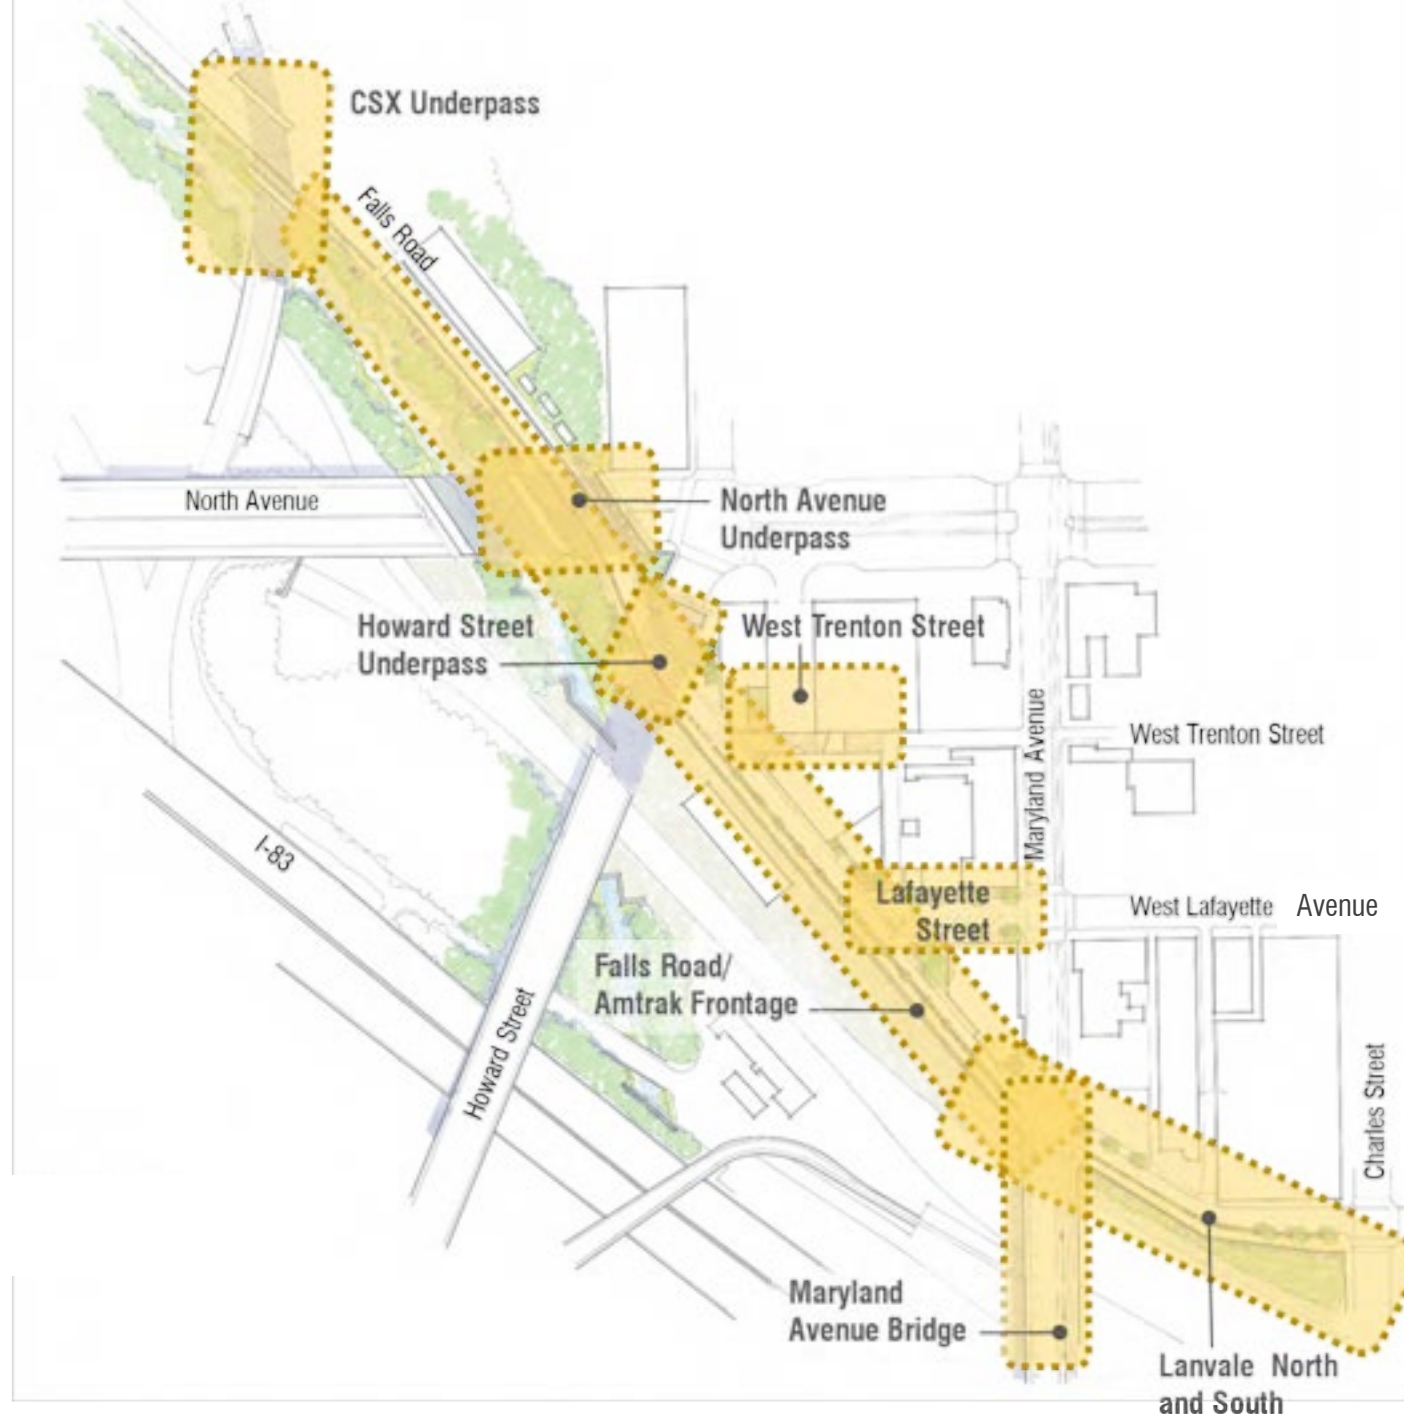 CSX Underpass
Falls Road
North Avenue
North Avenue
Underpass
Howard Street
Underpass
West Trenton Street
Maryland Avenue
West Trenton Street
I-83
Lafayette
Street
West Lafayette Avenue
Falls Road/
Amtrak Frontage
Howard Street
Charles Street
Maryland
Avenue Bridge
Lanvale North
and South